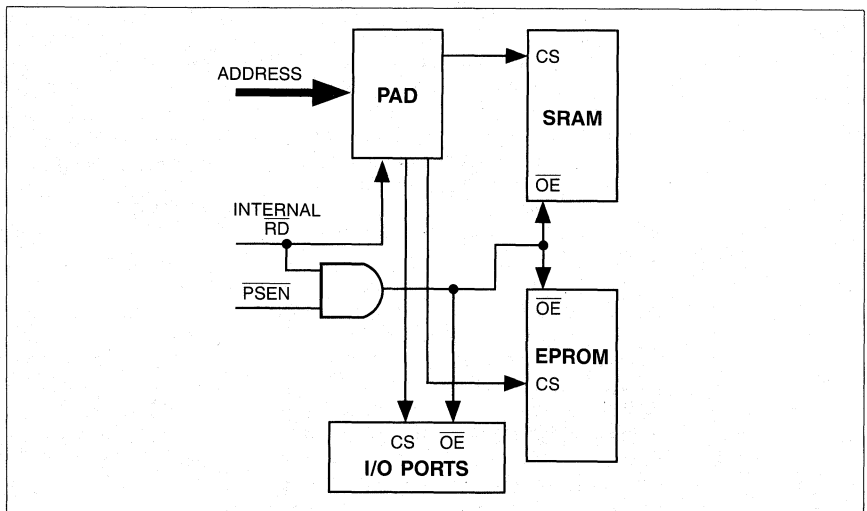 ADDRESS
PAD
CS
SRAM
OE
INTERNAL
RD
PSEN
OE
EPROM
CS
CS OE
I/O PORTS